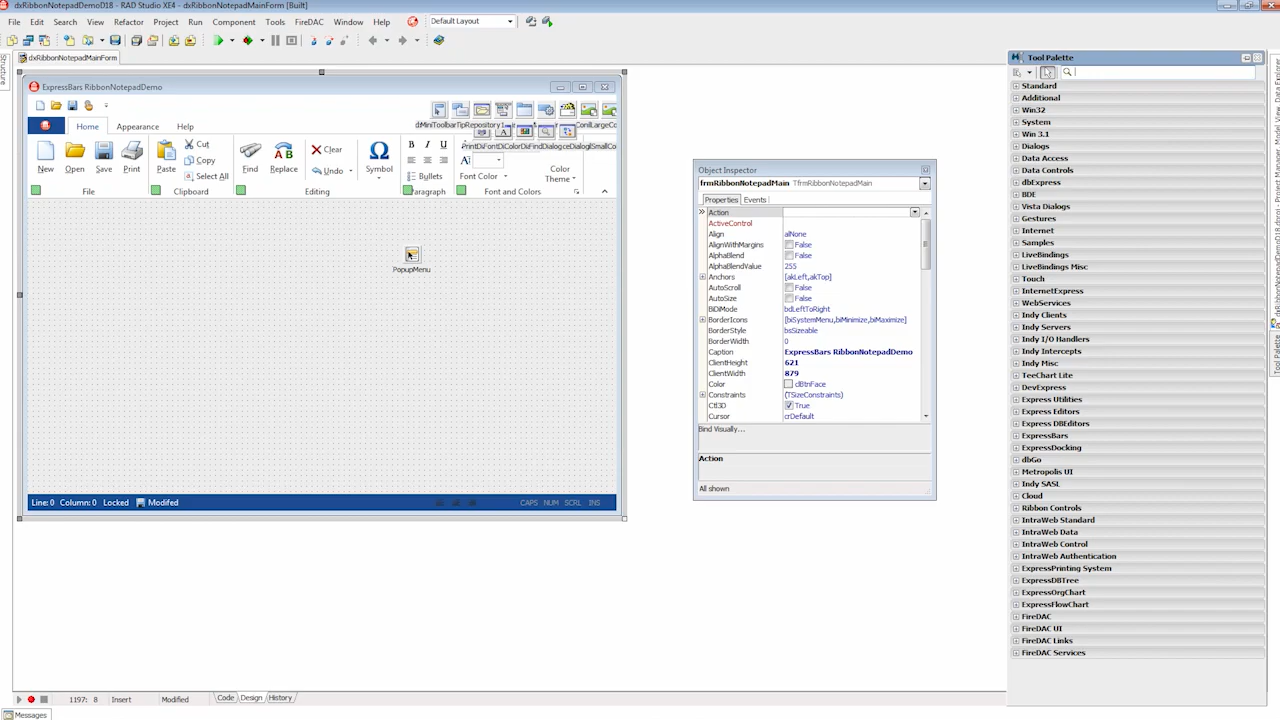 dxRibbonNotepadDemoD18 - RAD Studio XE4 - dxRibbonNotepadMainForm [Built]
File Edit Search View Refactor Project Run Component Tools FireDAC Window Help Default Layout
dxRibbonNotepadMainForm
Structure
ExpressBars RibbonNotepadDemo
Home Appearance Help
New Open Save Print
Paste Cut Copy Select All
Find Replace Clear Undo
Symbol
B I U
Bullets
Font Color
Color Theme
File Clipboard Editing Paragraph Font and Colors
PopupMenu
Line: 0 Column: 0 Locked Modifed CAPS NUM SCRL INS
Object Inspector
frmRibbonNotepadMain TfrmRibbonNotepadMain
Properties Events
Action
ActiveControl
Align alNone
AlignWithMargins False
AlphaBlend False
AlphaBlendValue 255
Anchors [akLeft,akTop]
AutoScroll False
AutoSize False
BiDiMode bdLeftToRight
BorderIcons [biSystemMenu,biMinimize,biMaximize]
BorderStyle bsSizeable
BorderWidth 0
Caption ExpressBars RibbonNotepadDemo
ClientHeight 621
ClientWidth 879
Color clBtnFace
Constraints (TSizeConstraints)
Ctl3D True
Cursor crDefault
Bind Visually...
Action
All shown
Tool Palette
Standard
Additional
Win32
System
Win 3.1
Dialogs
Data Access
Data Controls
dbExpress
BDE
Vista Dialogs
Gestures
Internet
Samples
LiveBindings
LiveBindings Misc
Touch
InternetExpress
WebServices
Indy Clients
Indy Servers
Indy I/O Handlers
Indy Intercepts
Indy Misc
TeeChart Lite
DevExpress
Express Utilities
Express Editors
Express DBEditors
ExpressBars
ExpressDocking
dbGo
Metropolis UI
Indy SASL
Cloud
Ribbon Controls
IntraWeb Standard
IntraWeb Data
IntraWeb Control
IntraWeb Authentication
ExpressPrinting System
ExpressDBTree
ExpressOrgChart
ExpressFlowChart
FireDAC
FireDAC UI
FireDAC Links
FireDAC Services
Tool Palette
1197: 8 Insert Modified Code Design History
Messages